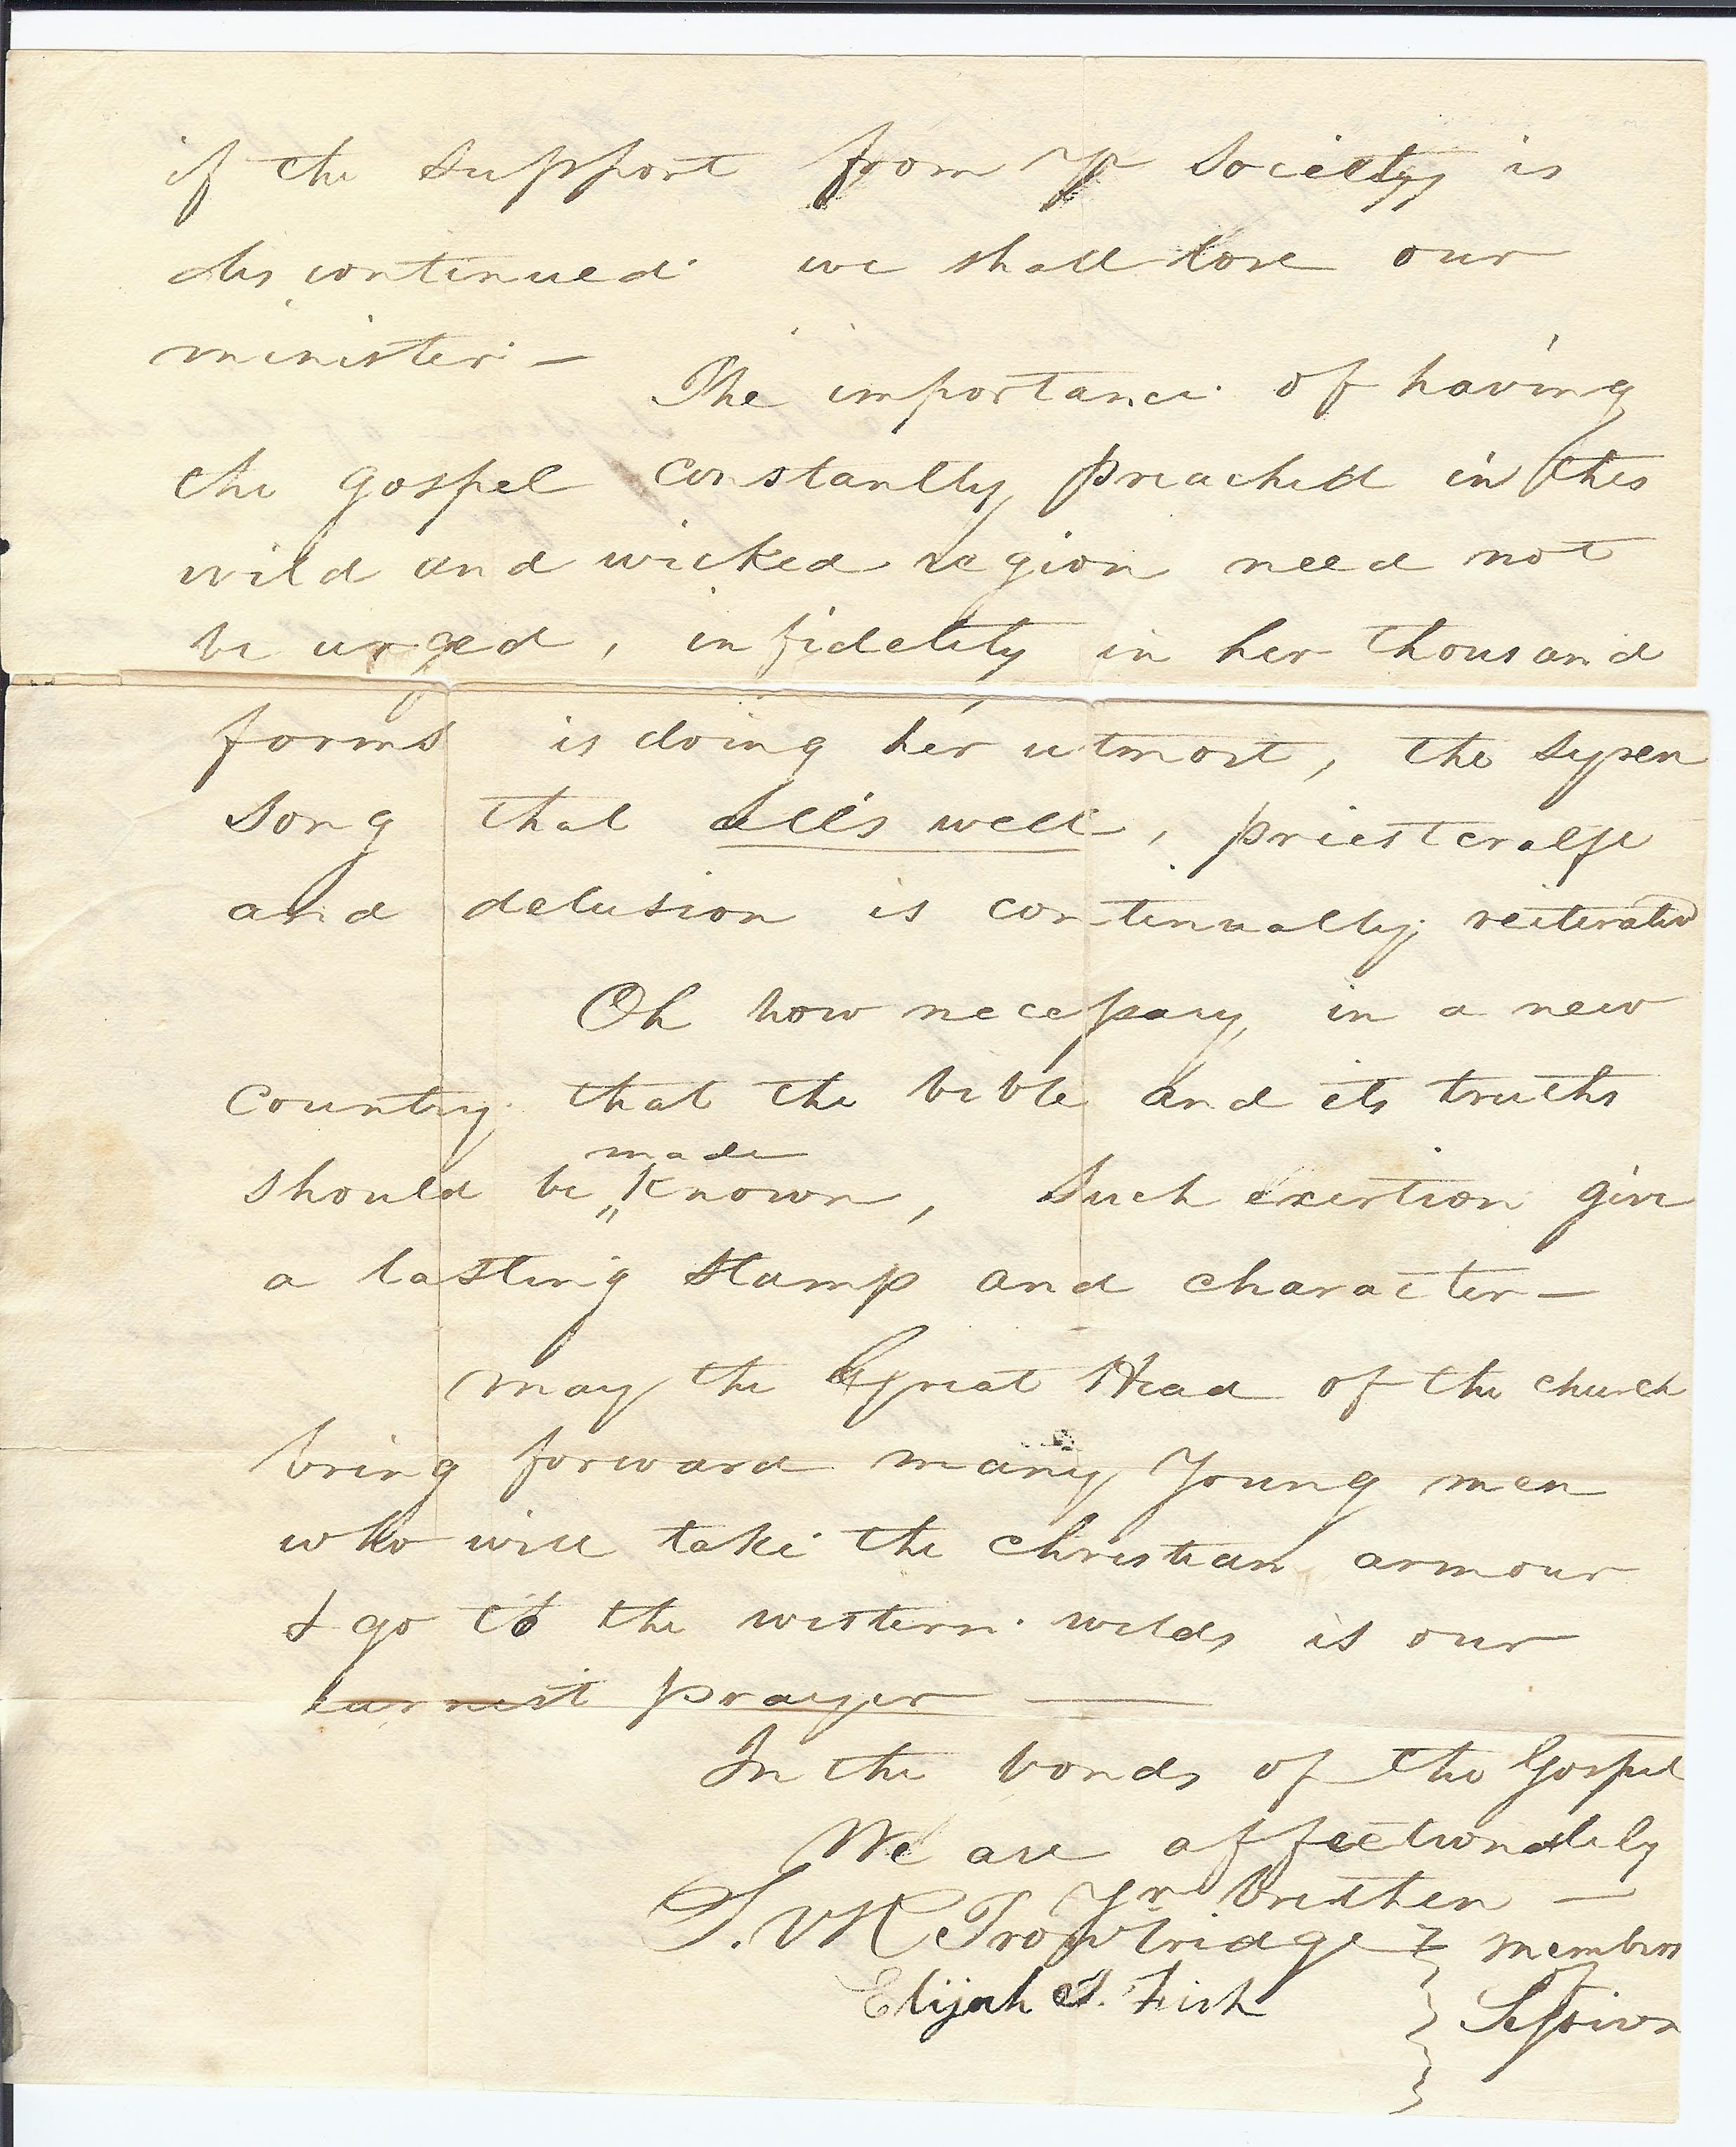 if the support from yr Society is
discontinued we shall lose our
minister –
The importance of having
the gospel constantly preached in this
wild and wicked region need not
be urged, infidelity in her thousand
forms is doing her utmost, the Syren
Song that all's well, priestcraft
and delusion is continually reiterated
Oh how necessary in a new
Country that the bible and its truths
made
should be " Known, Such exertion give
a lasting Stamp and character –
may the Great Head of the church
bring forward many Young men
who will take the christian armour
& go to the western wilds is our
earnest prayer —
In the bonds of the Gospel
We are affectionately
Yr brethren –
S. VR Trowbridge } members
Elijah S. Fish } Session